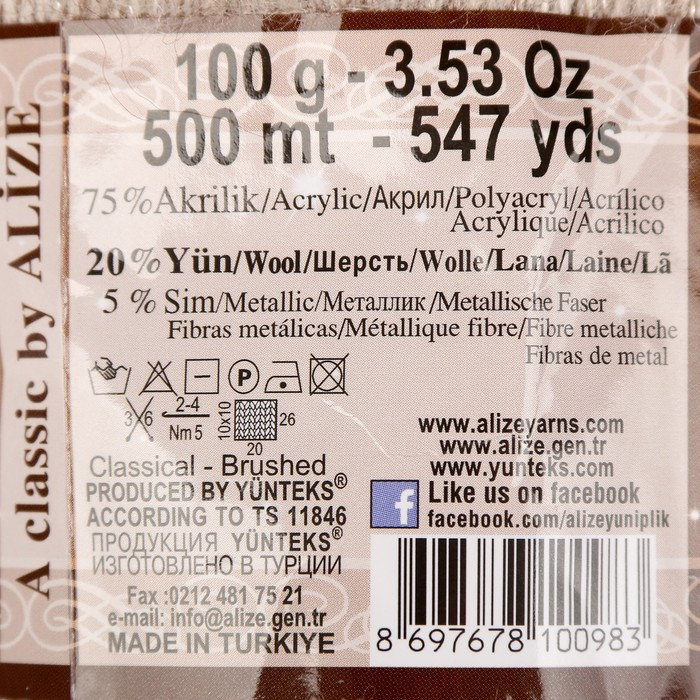 A classic by ALİZE
100 g - 3.53 Oz
500 mt - 547 yds
75 % Akrilik/Acrylic/Акрил/Polyacryl/Acrílico
Acrylique/Acrilico
20 % Yün/Wool/Шерсть/Wolle/Lana/Laine/Lã
5 % Sim/Metallic/Металлик/Metallische Faser
Fibras metálicas/Métallique fibre/Fibre metalliche
Fibras de metal
P
3 6
2-4
Nm 5
10x10
26
20
Classical - Brushed
PRODUCED BY YÜNTEKS®
ACCORDING TO TS 11846
ПРОДУКЦИЯ YÜNTEKS®
ИЗГОТОВЛЕНО В ТУРЦИИ
Fax :0212 481 75 21
e-mail: info@alize.gen.tr
MADE IN TURKIYE
www.alizeyarns.com
www.alize.gen.tr
www.yunteks.com
f
Like us on facebook
facebook.com/alizeyuniplik
8 697678 100983